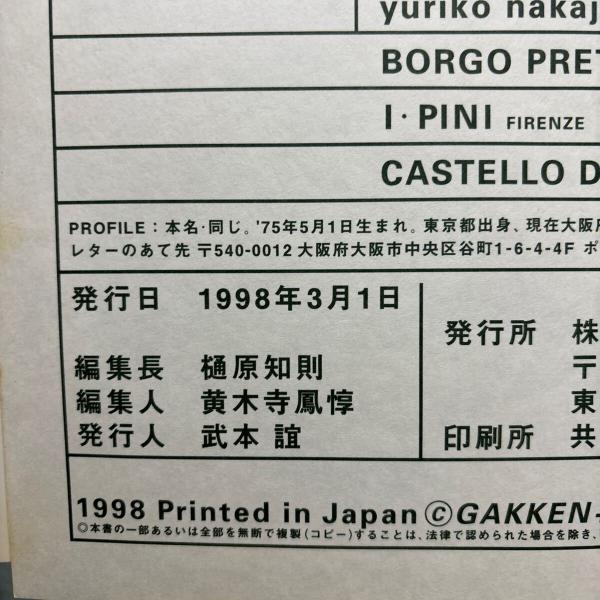 yuriko nakaj
BORGO PRE
I・PINI FIRENZE
CASTELLO D
PROFILE：本名・同じ。'75年5月1日生まれ。東京都出身、現在大阪
レターのあて先 〒540-0012 大阪府大阪市中央区谷町1-6-4-4F ポ
発行日 1998年3月1日
編集長 樋原知則
編集人 黄木寺鳳惇
発行人 武本 誼
発行所 株
〒
東
印刷所 共
1998 Printed in Japan ©GAKKEN
◎本書の一部あるいは全部を無断で複製（コピー）することは、法律で認められた場合を除き、